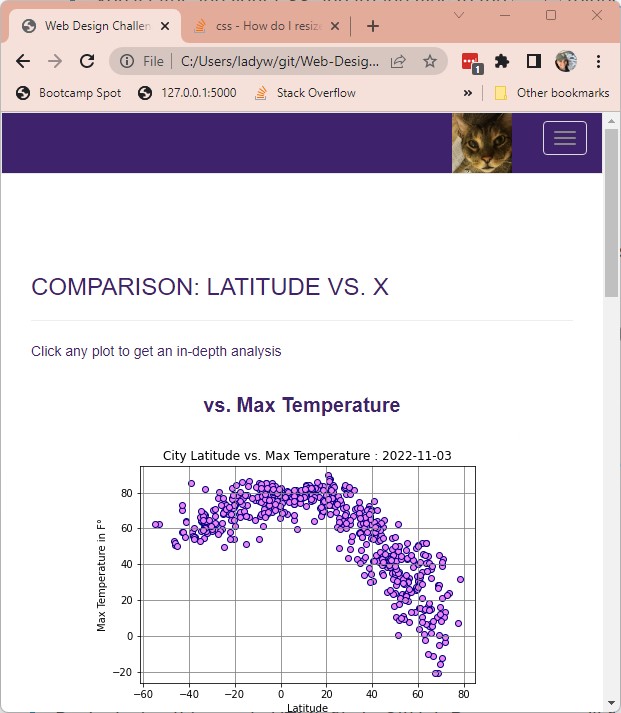 Web Design Challen
css - How do I resize
File
C:/Users/ladyw/git/Web-Desig...
1
Bootcamp Spot
127.0.0.1:5000
Stack Overflow
»
Other bookmarks
COMPARISON: LATITUDE VS. X
Click any plot to get an in-depth analysis
vs. Max Temperature
City Latitude vs. Max Temperature : 2022-11-03
Max Temperature in F°
80
60
40
20
0
−20
−60 −40 −20 0 20 40 60 80
Latitude